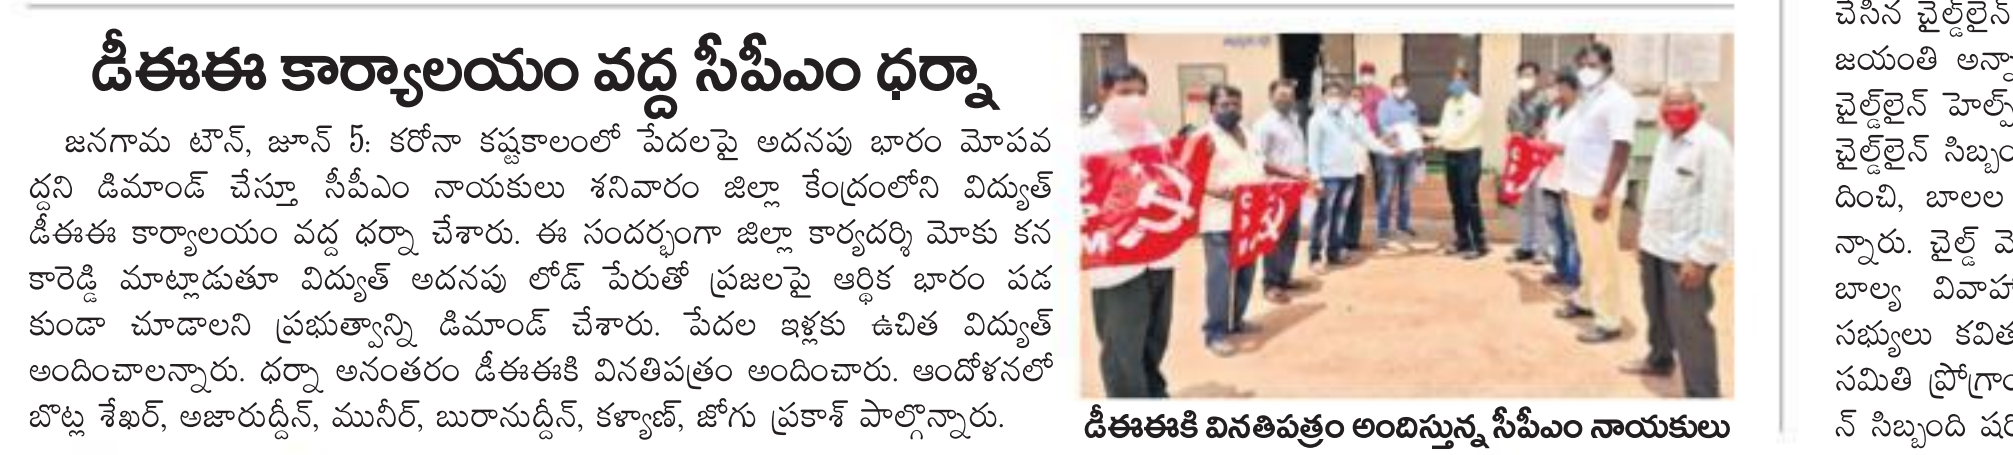 డీఈఈ కార్యాలయం వద్ద సీపీఎం ధర్నా
జనగామ టౌన్, జూన్ 5: కరోనా కష్టకాలంలో పేదలపై అదనపు భారం మోపవ
ద్దని డిమాండ్ చేస్తూ సీపీఎం నాయకులు శనివారం జిల్లా కేంద్రంలోని విద్యుత్
డీఈఈ కార్యాలయం వద్ద ధర్నా చేశారు. ఈ సందర్భంగా జిల్లా కార్యదర్శి మోకు కన
కారెడ్డి మాట్లాడుతూ విద్యుత్ అదనపు లోడ్ పేరుతో ప్రజలపై ఆర్థిక భారం పడ
కుండా చూడాలని ప్రభుత్వాన్ని డిమాండ్ చేశారు. పేదల ఇళ్లకు ఉచిత విద్యుత్
అందించాలన్నారు. ధర్నా అనంతరం డీఈఈకి వినతిపత్రం అందించారు. ఆందోళనలో
బొట్ల శేఖర్, అజారుద్దీన్, మునీర్, బురానుద్దీన్, కళ్యాణ్, జోగు ప్రకాశ్ పాల్గొన్నారు.
డీఈఈకి వినతిపత్రం అందిస్తున్న సీపీఎం నాయకులు
చేసిన చైల్డ్‌లైన్
జయంతి
చైల్డ్‌లైన్
చైల్డ్‌లైన్
దించి, బాలల
న్నారు. చైల్డ్
బాల్య
సభ్యులు
సమితి
న్ సిబ్బంది